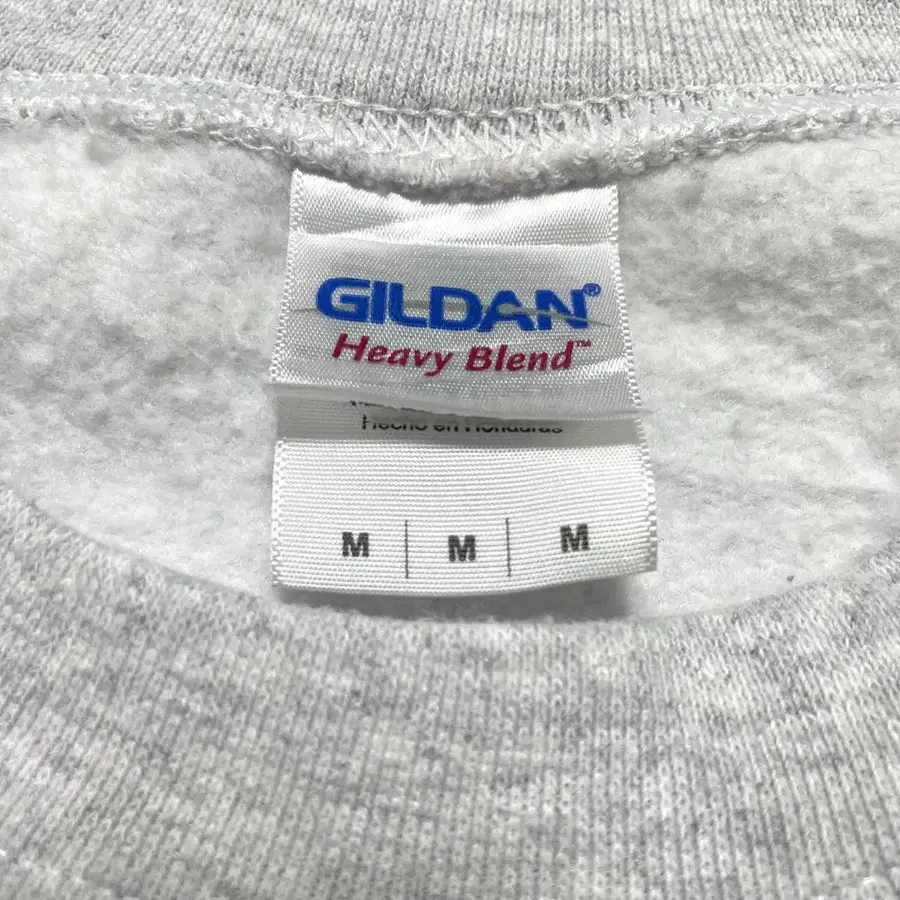 GILDAN®
Heavy Blend™
Hecho en Honduras
M | M | M